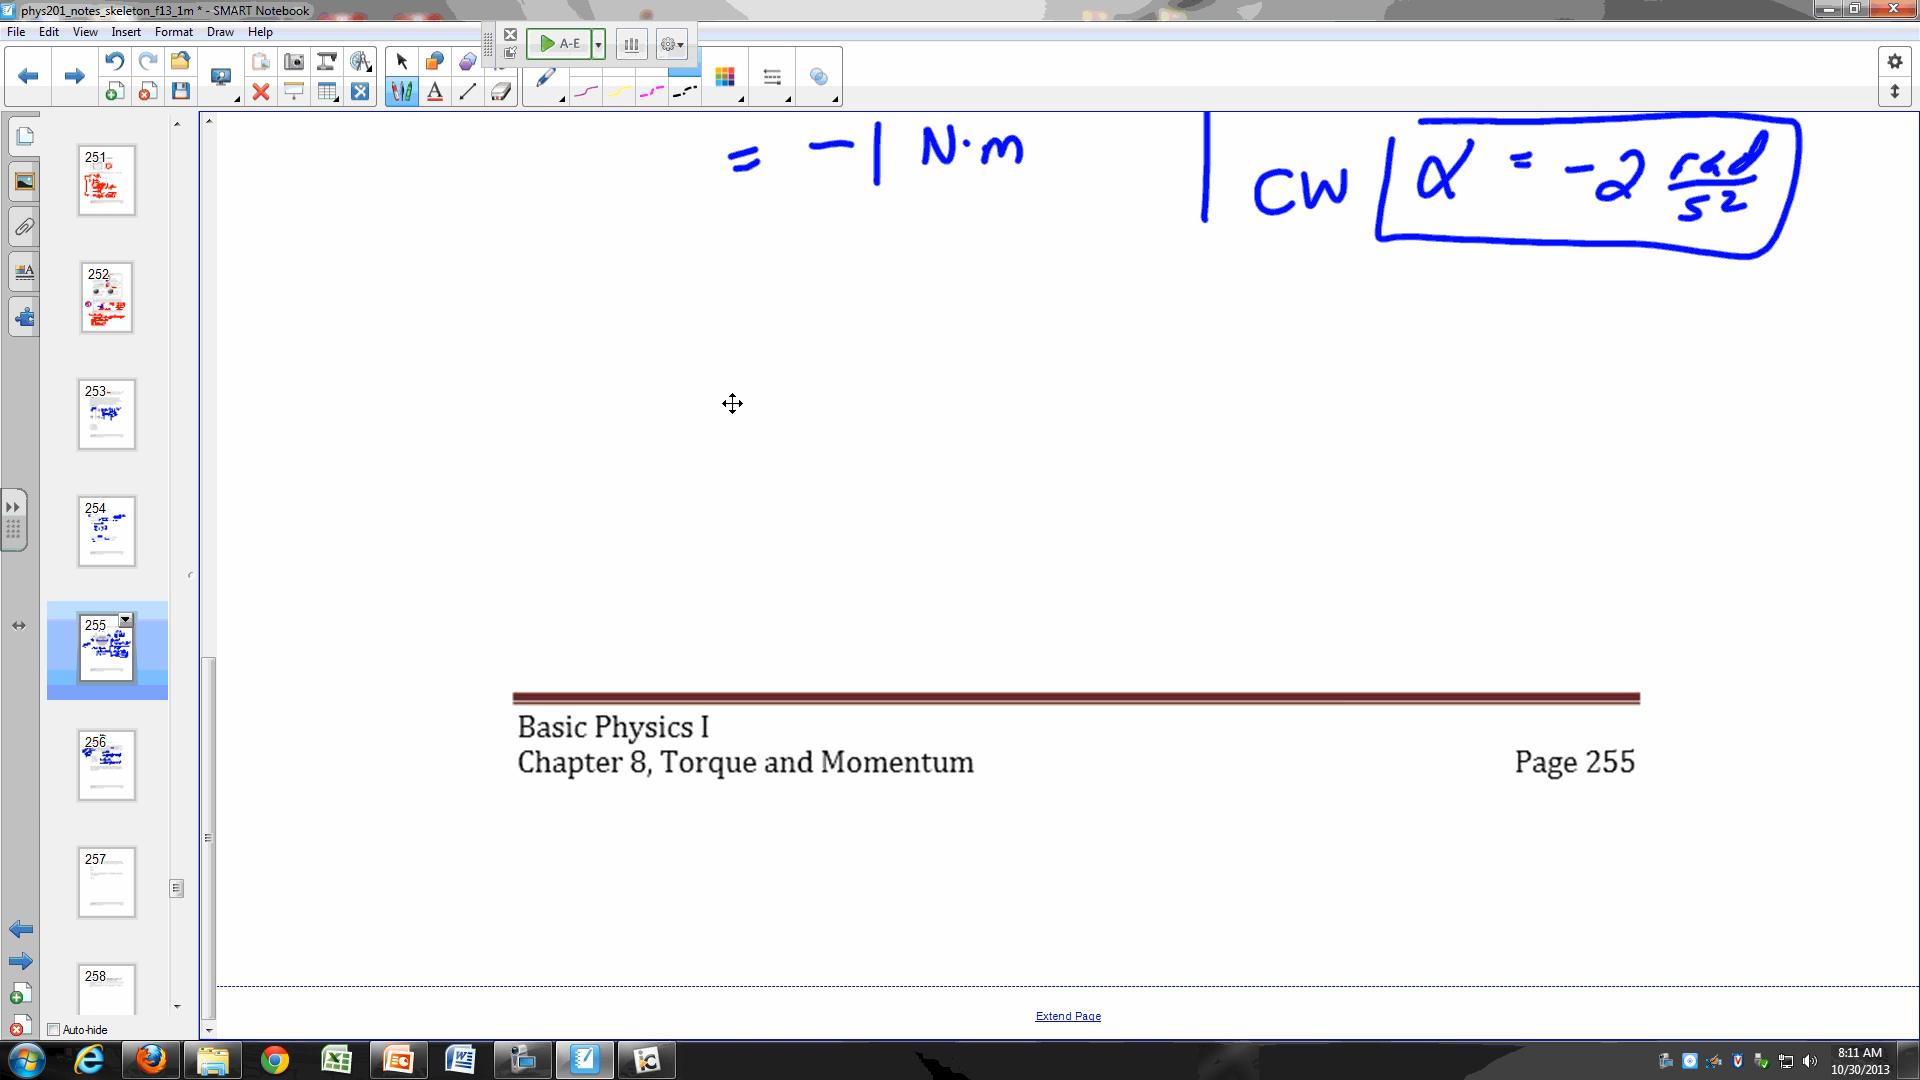 phys201_notes_skeleton_f13_1m * - SMART Notebook
File Edit View Insert Format Draw Help
A-E
A
251
252
253
254
255
256
257
258
Auto-hide
= -1 N·m
CW α = -2 rad/s²
Basic Physics I
Chapter 8, Torque and Momentum Page 255
Extend Page
8:11 AM
10/30/2013